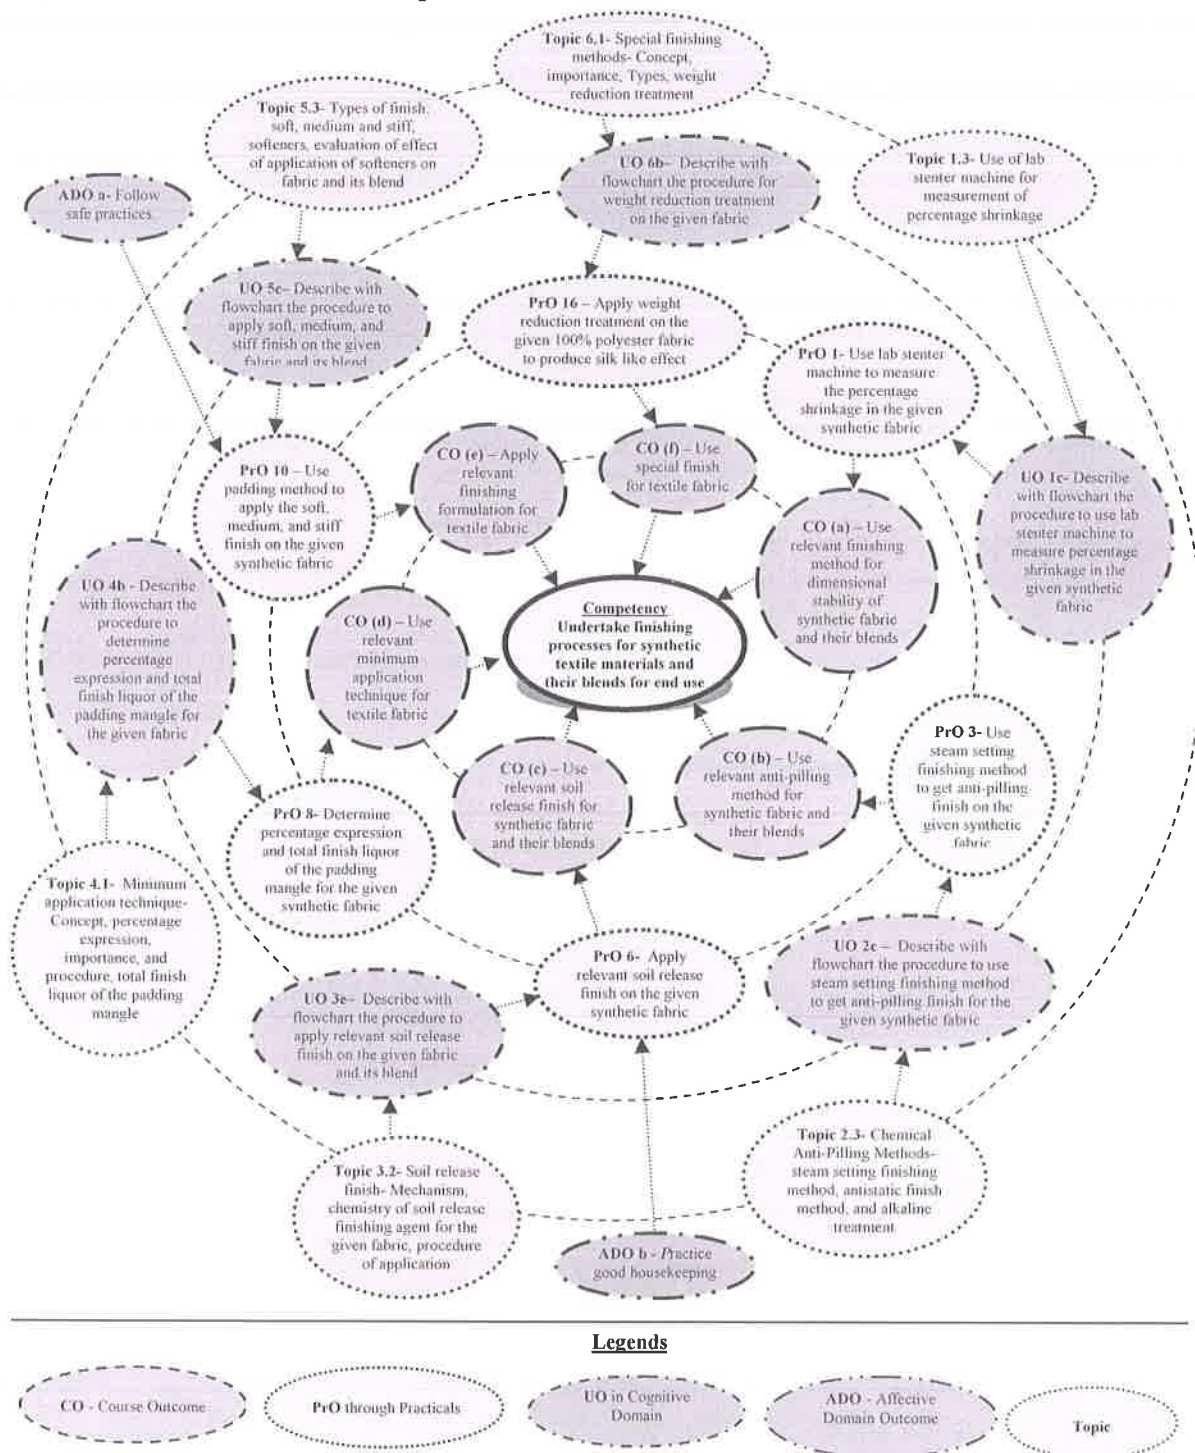 Topic 6.1- Special finishing
methods- Concept,
importance, Types, weight
reduction treatment
Topic 5.3- Types of finish,
soft, medium and stiff,
softeners, evaluation of effect
of application of softeners on
fabric and its blend
UO 6b– Describe with
flowchart the procedure for
weight reduction treatment
on the given fabric
Topic 1.3- Use of lab
stenter machine for
measurement of
percentage shrinkage
ADO a- Follow
safe practices
UO 5c– Describe with
flowchart the procedure to
apply soft, medium, and
stiff finish on the given
fabric and its blend
PrO 16 – Apply weight
reduction treatment on the
given 100% polyester fabric
to produce silk like effect
PrO 1- Use lab stenter
machine to measure
the percentage
shrinkage in the given
synthetic fabric
PrO 10 – Use
padding method to
apply the soft,
medium, and stiff
finish on the given
synthetic fabric
CO (e) – Apply
relevant
finishing
formulation for
textile fabric
CO (f) – Use
special finish
for textile fabric
CO (a) – Use
relevant finishing
method for
dimensional
stability of
synthetic fabric
and their blends
UO 1c- Describe
with flowchart the
procedure to use lab
stenter machine to
measure percentage
shrinkage in the
given synthetic
fabric
UO 4b - Describe
with flowchart the
procedure to
determine
percentage
expression and total
finish liquor of the
padding mangle for
the given fabric
CO (d) – Use
relevant
minimum
application
technique for
textile fabric
Competency
Undertake finishing
processes for synthetic
textile materials and
their blends for end use
PrO 3- Use
steam setting
finishing method
to get anti-pilling
finish on the
given synthetic
fabric
CO (c) – Use
relevant soil
release finish for
synthetic fabric
and their blends
CO (b) – Use
relevant anti-pilling
method for
synthetic fabric and
their blends
PrO 8- Determine
percentage expression
and total finish liquor
of the padding
mangle for the given
synthetic fabric
Topic 4.1- Minimum
application technique-
Concept, percentage
expression,
importance, and
procedure, total finish
liquor of the padding
mangle
UO 3e– Describe with
flowchart the procedure to
apply relevant soil release
finish on the given fabric
and its blend
PrO 6- Apply
relevant soil release
finish on the given
synthetic fabric
UO 2c – Describe with
flowchart the procedure to use
steam setting finishing method
to get anti-pilling finish for the
given synthetic fabric
Topic 3.2- Soil release
finish- Mechanism,
chemistry of soil release
finishing agent for the
given fabric, procedure
of application
Topic 2.3- Chemical
Anti-Pilling Methods-
steam setting finishing
method, antistatic finish
method, and alkaline
treatment
ADO b - Practice
good housekeeping
Legends
CO - Course Outcome
PrO through Practicals
UO in Cognitive
Domain
ADO - Affective
Domain Outcome
Topic